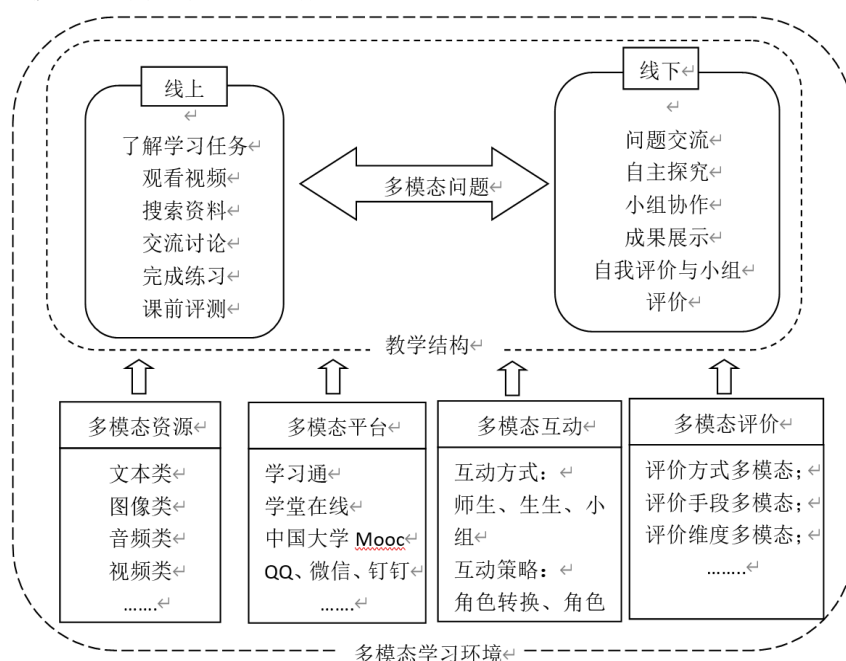 线上
了解学习任务
观看视频
搜索资料
交流讨论
完成练习
课前评测
多模态问题
线下
问题交流
自主探究
小组协作
成果展示
自我评价与小组
评价
教学结构
多模态资源
文本类
图像类
音频类
视频类
…….
多模态平台
学习通
学堂在线
中国大学 Mooc
QQ、微信、钉钉
…….
多模态互动
互动方式：
师生、生生、小
组
互动策略：
角色转换、角色
多模态评价
评价方式多模态；
评价手段多模态；
评价维度多模态；
……..
多模态学习环境